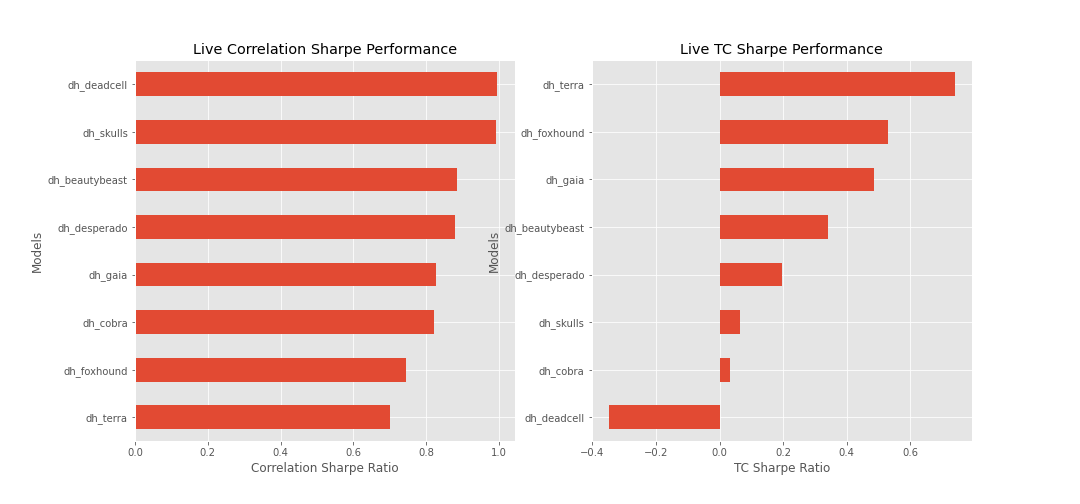 Live Correlation Sharpe Performance
Models
dh_deadcell
dh_skulls
dh_beautybeast
dh_desperado
dh_gaia
dh_cobra
dh_foxhound
dh_terra
0.0 0.2 0.4 0.6 0.8 1.0
Correlation Sharpe Ratio
Live TC Sharpe Performance
Models
dh_terra
dh_foxhound
dh_gaia
dh_beautybeast
dh_desperado
dh_skulls
dh_cobra
dh_deadcell
−0.4 −0.2 0.0 0.2 0.4 0.6
TC Sharpe Ratio